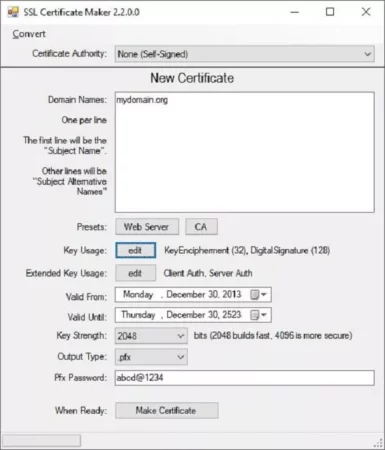 SSL Certificate Maker 2.2.0.0
Convert
Certificate Authority: None (Self-Signed)
New Certificate
Domain Names: mydomain.org
One per line
The first line will be the
"Subject Name".
Other lines will be
"Subject Alternative
Names"
Presets: Web Server CA
Key Usage: edit KeyEncipherment (32), DigitalSignature (128)
Extended Key Usage: edit Client Auth, Server Auth
Valid From: Monday , December 30, 2013
Valid Until: Thursday , December 30, 2523
Key Strength: 2048 bits (2048 builds fast, 4096 is more secure)
Output Type: .pfx
Pfx Password: abcd@1234
When Ready: Make Certificate